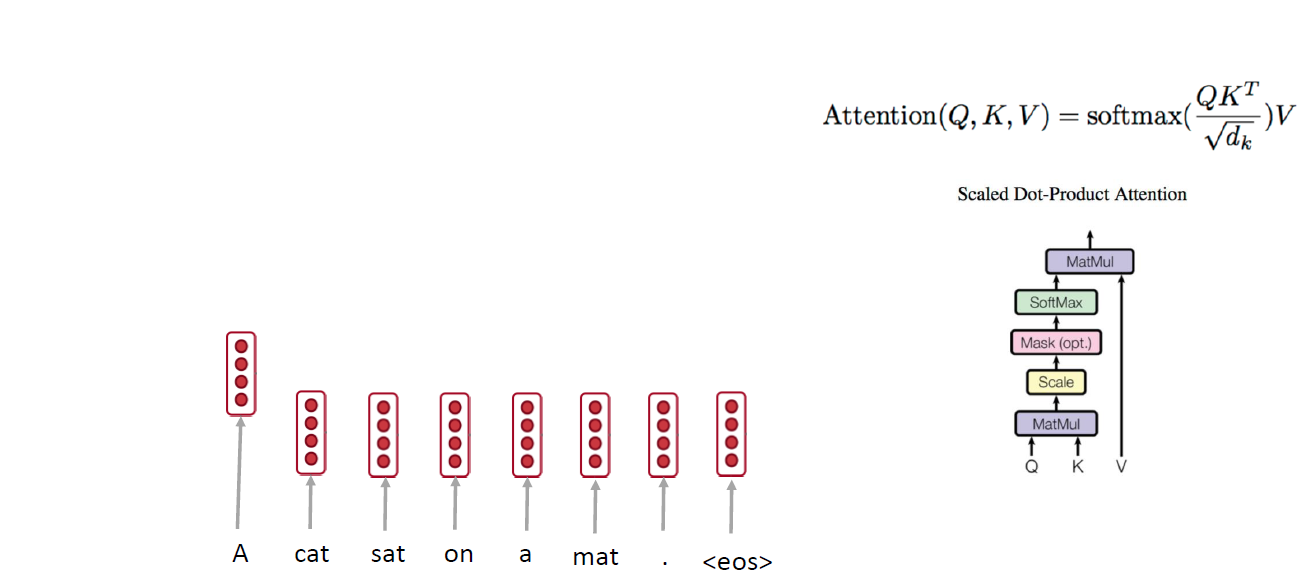 Attention(Q, K, V) = softmax(QK^T / √d_k)V
Scaled Dot-Product Attention
MatMul
SoftMax
Mask (opt.)
Scale
MatMul
Q K V
A cat sat on a mat . <eos>